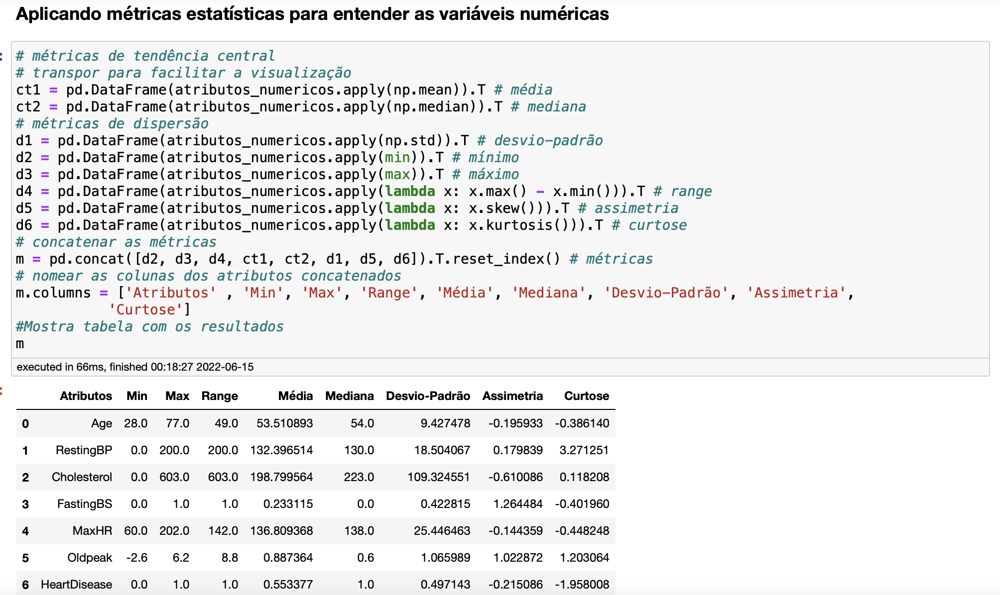 Aplicando métricas estatísticas para entender as variáveis numéricas
:
# métricas de tendência central
# transpor para facilitar a visualização
ct1 = pd.DataFrame(atributos_numericos.apply(np.mean)).T # média
ct2 = pd.DataFrame(atributos_numericos.apply(np.median)).T # mediana
# métricas de dispersão
d1 = pd.DataFrame(atributos_numericos.apply(np.std)).T # desvio-padrão
d2 = pd.DataFrame(atributos_numericos.apply(min)).T # mínimo
d3 = pd.DataFrame(atributos_numericos.apply(max)).T # máximo
d4 = pd.DataFrame(atributos_numericos.apply(lambda x: x.max() - x.min())).T # range
d5 = pd.DataFrame(atributos_numericos.apply(lambda x: x.skew())).T # assimetria
d6 = pd.DataFrame(atributos_numericos.apply(lambda x: x.kurtosis())).T # curtose
# concatenar as métricas
m = pd.concat([d2, d3, d4, ct1, ct2, d1, d5, d6]).T.reset_index() # métricas
# nomear as colunas dos atributos concatenados
m.columns = ['Atributos' , 'Min', 'Max', 'Range', 'Média', 'Mediana', 'Desvio-Padrão', 'Assimetria',
'Curtose']
#Mostra tabela com os resultados
m
executed in 66ms, finished 00:18:27 2022-06-15
:
Atributos Min Max Range Média Mediana Desvio-Padrão Assimetria Curtose
0 Age 28.0 77.0 49.0 53.510893 54.0 9.427478 -0.195933 -0.386140
1 RestingBP 0.0 200.0 200.0 132.396514 130.0 18.504067 0.179839 3.271251
2 Cholesterol 0.0 603.0 603.0 198.799564 223.0 109.324551 -0.610086 0.118208
3 FastingBS 0.0 1.0 1.0 0.233115 0.0 0.422815 1.264484 -0.401960
4 MaxHR 60.0 202.0 142.0 136.809368 138.0 25.446463 -0.144359 -0.448248
5 Oldpeak -2.6 6.2 8.8 0.887364 0.6 1.065989 1.022872 1.203064
6 HeartDisease 0.0 1.0 1.0 0.553377 1.0 0.497143 -0.215086 -1.958008